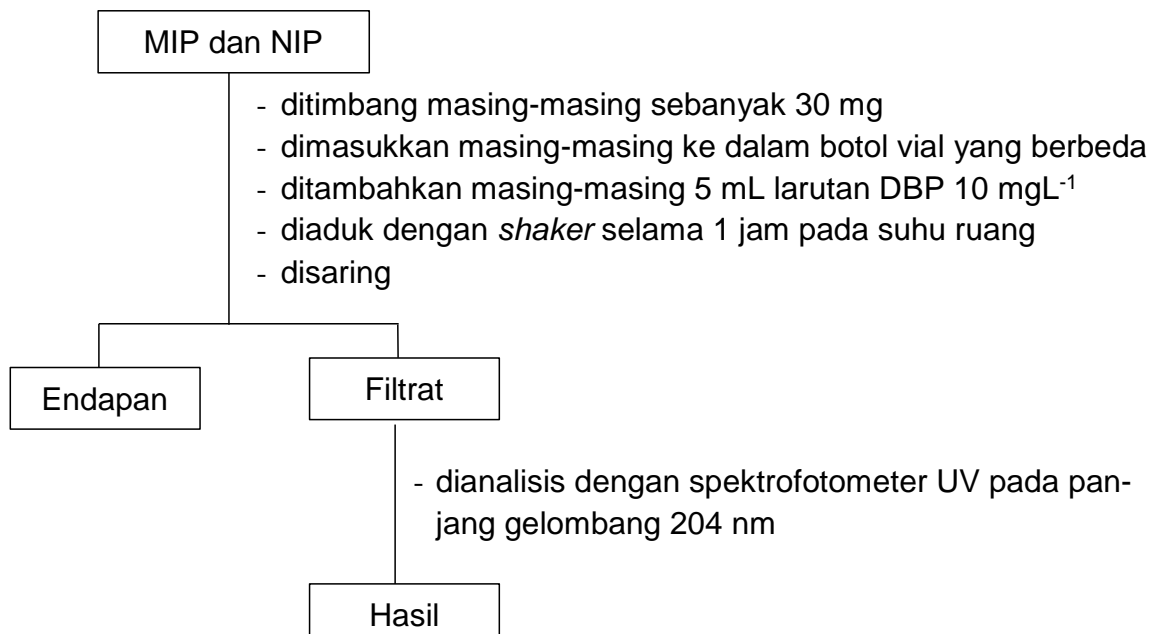 MIP dan NIP
- ditimbang masing-masing sebanyak 30 mg
- dimasukkan masing-masing ke dalam botol vial yang berbeda
- ditambahkan masing-masing 5 mL larutan DBP 10 mgL⁻¹
- diaduk dengan shaker selama 1 jam pada suhu ruang
- disaring
Endapan
Filtrat
- dianalisis dengan spektrofotometer UV pada pan-
jang gelombang 204 nm
Hasil